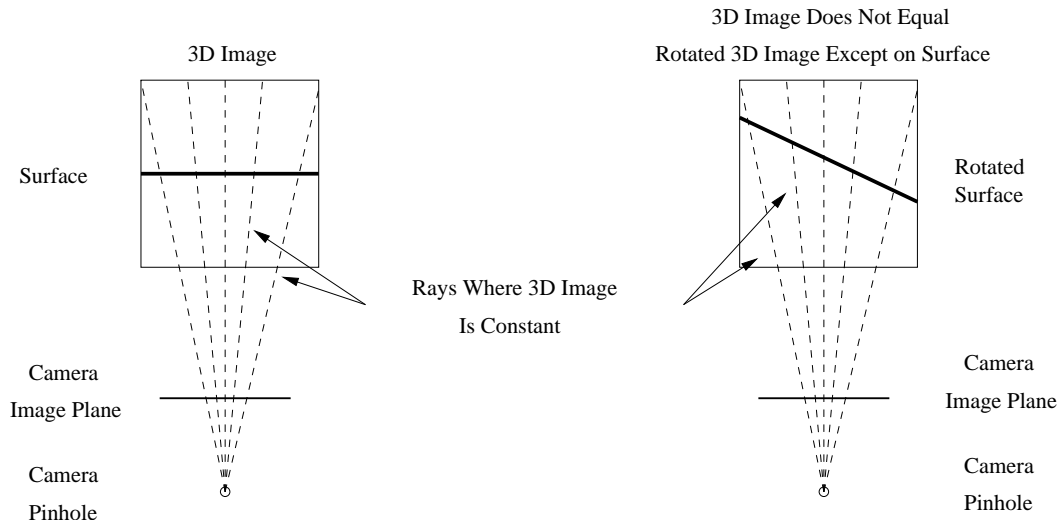 3D Image
3D Image Does Not Equal
Rotated 3D Image Except on Surface
Surface
Rotated
Surface
Rays Where 3D Image
Is Constant
Camera
Image Plane
Camera
Image Plane
Camera
Pinhole
Camera
Pinhole